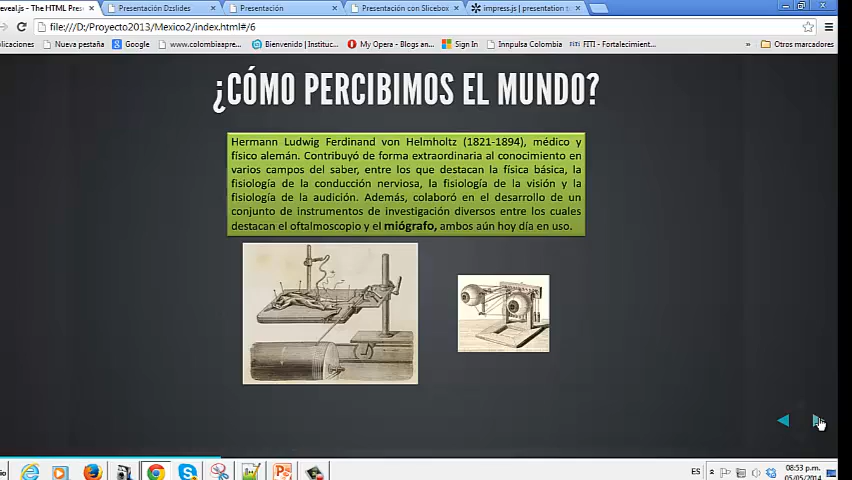 eveal.js - The HTML Pres
Presentación Dzslides
Presentación
Presentación con Slicebox
impress.js | presentation t
file:///D:/Proyecto2013/Mexico2/index.html#/6
licaciones
Nueva pestaña
Google
www.colombiaapre...
Bienvenido | Instituc...
My Opera - Blogs an...
Sign In
Innpulsa Colombia
FITI - Fortalecimient...
»
Otros marcadores
¿CÓMO PERCIBIMOS EL MUNDO?
Hermann Ludwig Ferdinand von Helmholtz (1821-1894), médico y
físico alemán. Contribuyó de forma extraordinaria al conocimiento en
varios campos del saber, entre los que destacan la física básica, la
fisiología de la conducción nerviosa, la fisiología de la visión y la
fisiología de la audición. Además, colaboró en el desarrollo de un
conjunto de instrumentos de investigación diversos entre los cuales
destacan el oftalmoscopio y el miógrafo, ambos aún hoy día en uso.
io
ES
08:53 p.m.
05/05/2014